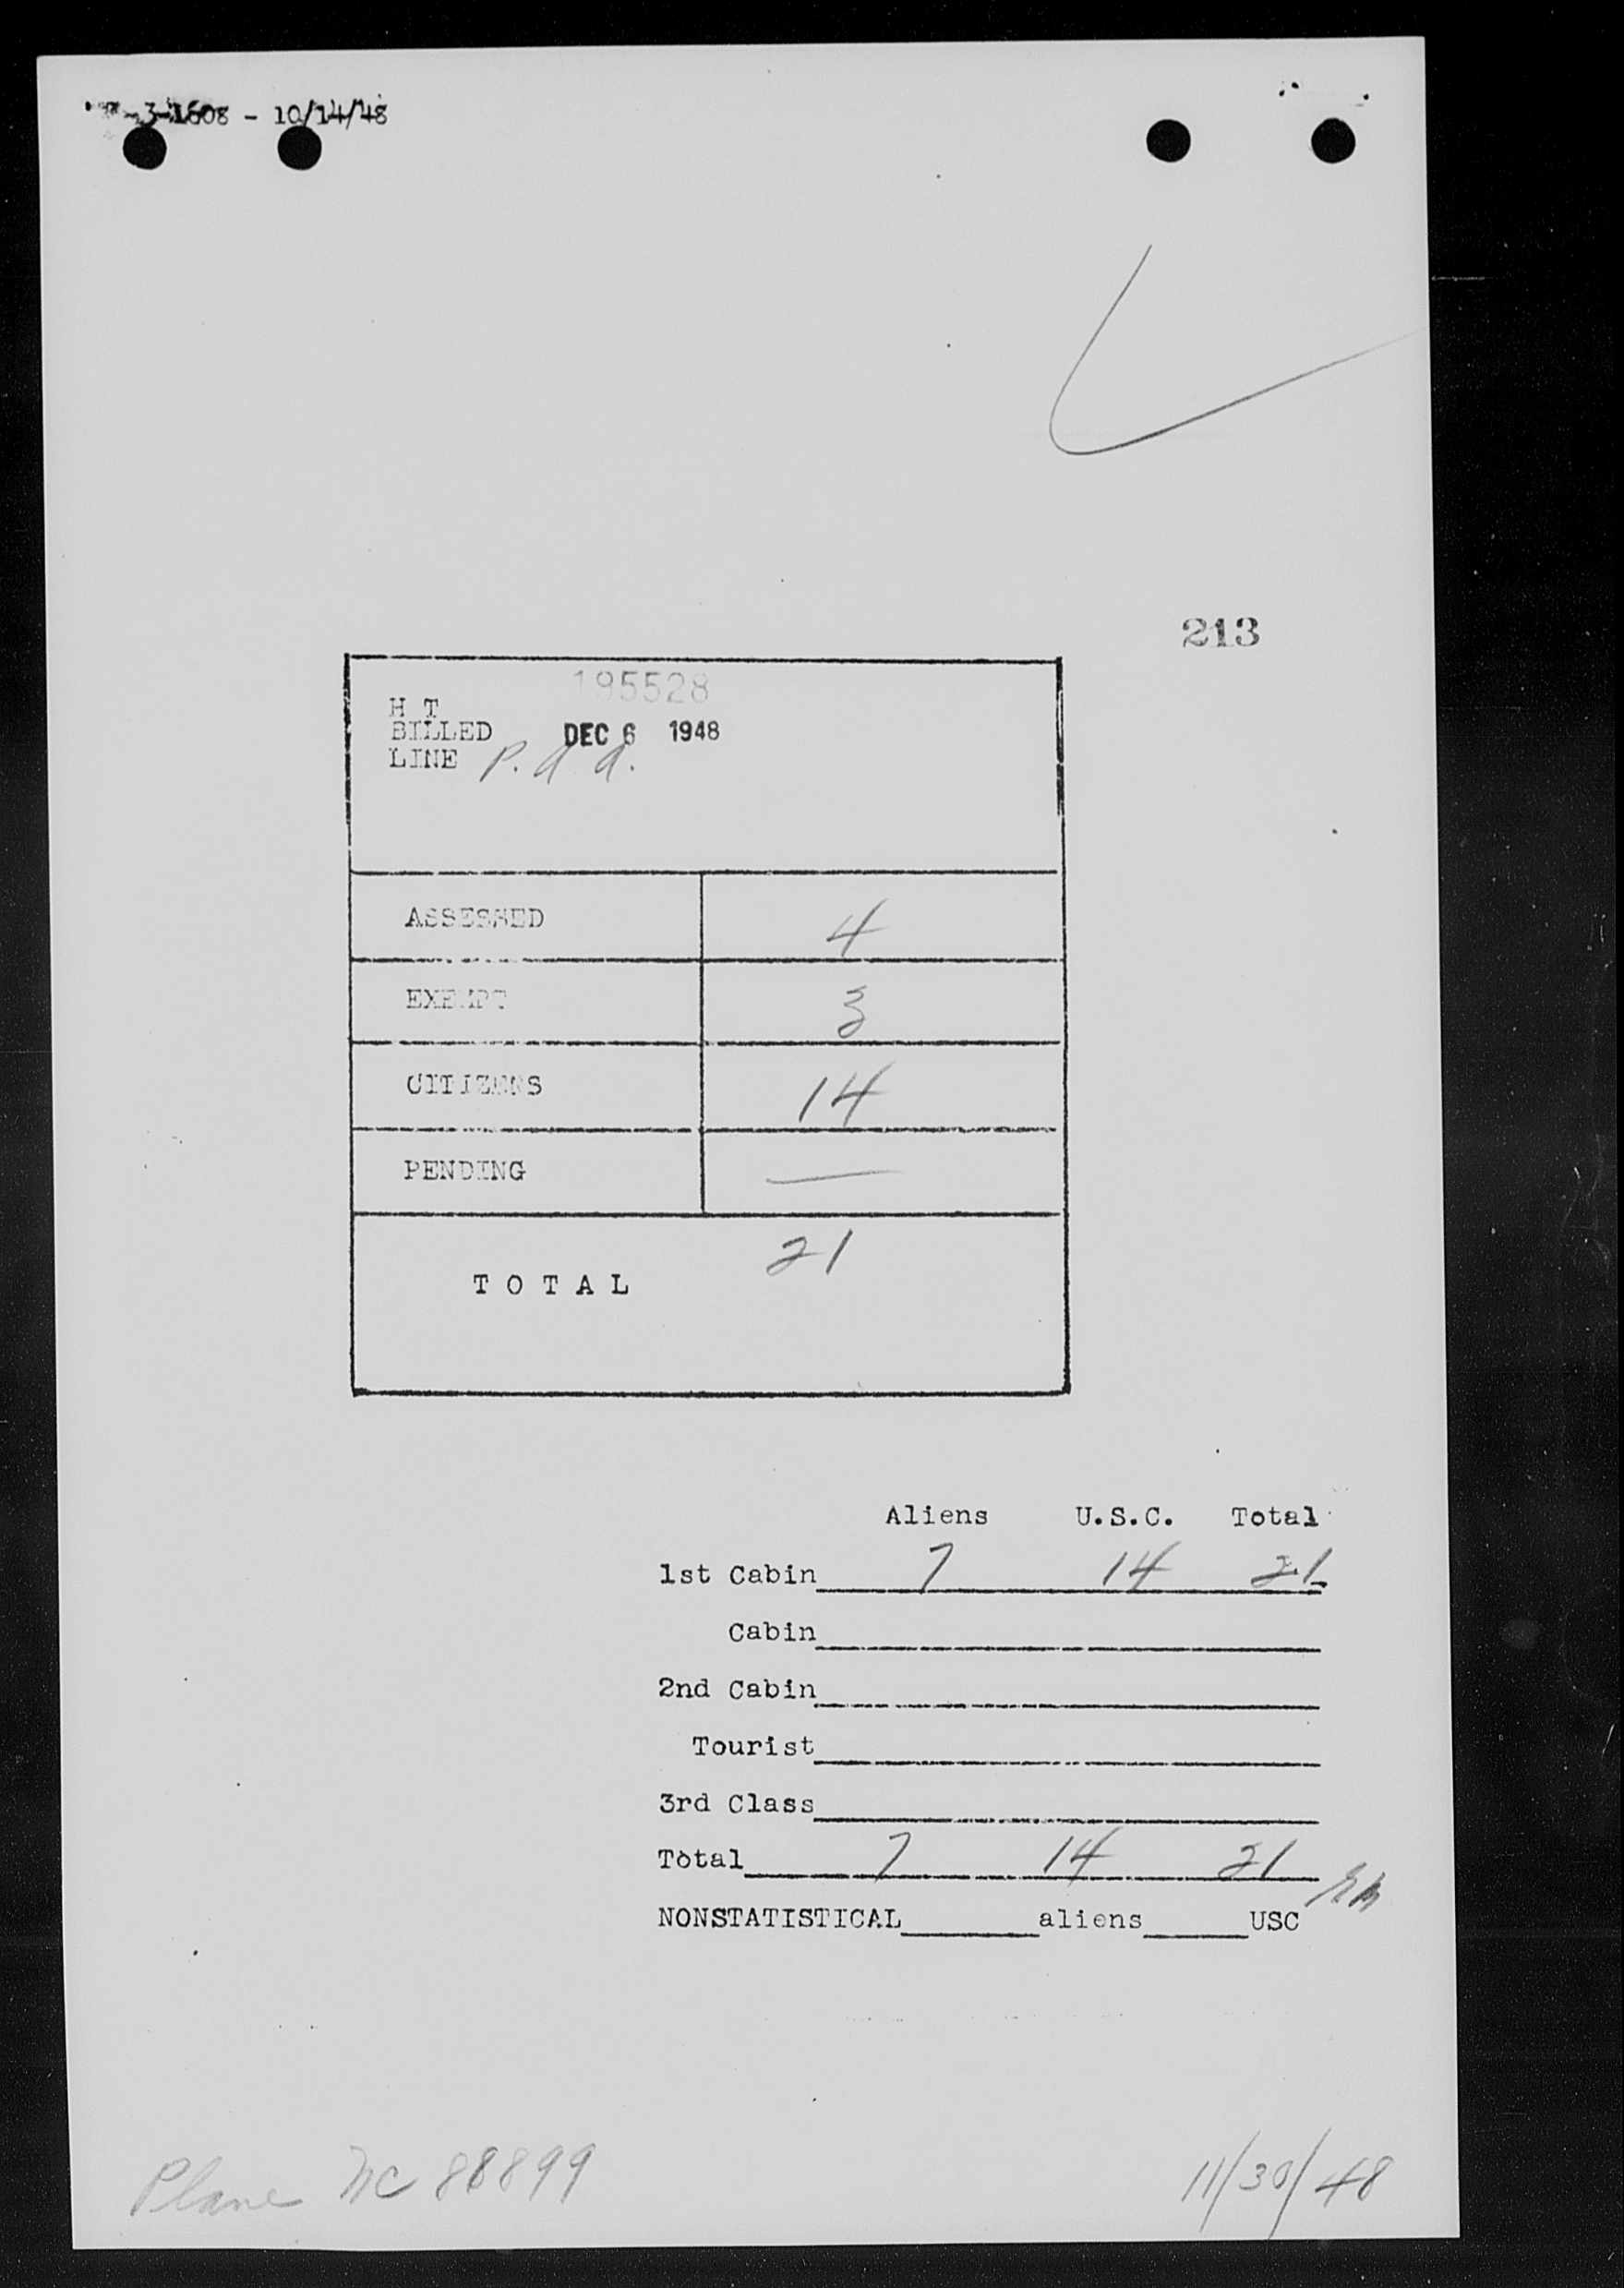 -3-1608 - 10/14/48
213
195528
H T
BILLED DEC 6 1948
LINE P. A A.
ASSESSED 4
EXEMPT 3
CITIZENS 14
PENDING —
T O T A L 21
Aliens U.S.C. Total
1st Cabin 7 14 21
Cabin
2nd Cabin
Tourist
3rd Class
Total 7 14 21
NONSTATISTICAL aliens USC
Plane NC 88899 11/30/48